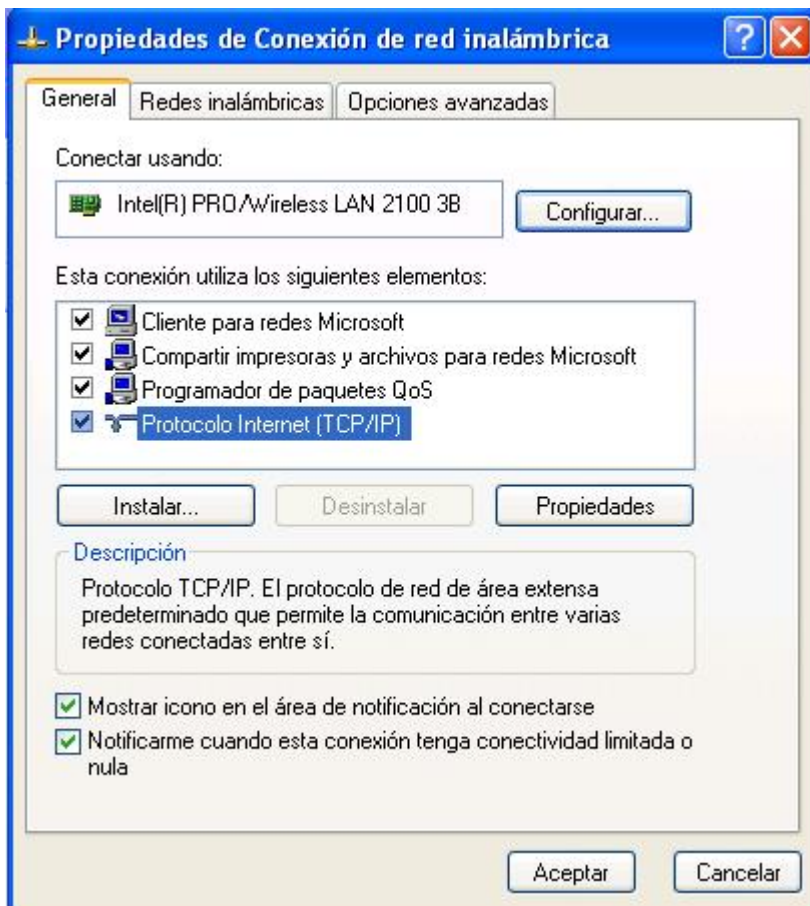 Propiedades de Conexión de red inalámbrica
General
Redes inalámbricas
Opciones avanzadas
Conectar usando:
Intel(R) PRO/Wireless LAN 2100 3B
Configurar...
Esta conexión utiliza los siguientes elementos:
Cliente para redes Microsoft
Compartir impresoras y archivos para redes Microsoft
Programador de paquetes QoS
Protocolo Internet (TCP/IP)
Instalar...
Desinstalar
Propiedades
Descripción
Protocolo TCP/IP. El protocolo de red de área extensa
predeterminado que permite la comunicación entre varias
redes conectadas entre sí.
Mostrar icono en el área de notificación al conectarse
Notificarme cuando esta conexión tenga conectividad limitada o
nula
Aceptar
Cancelar